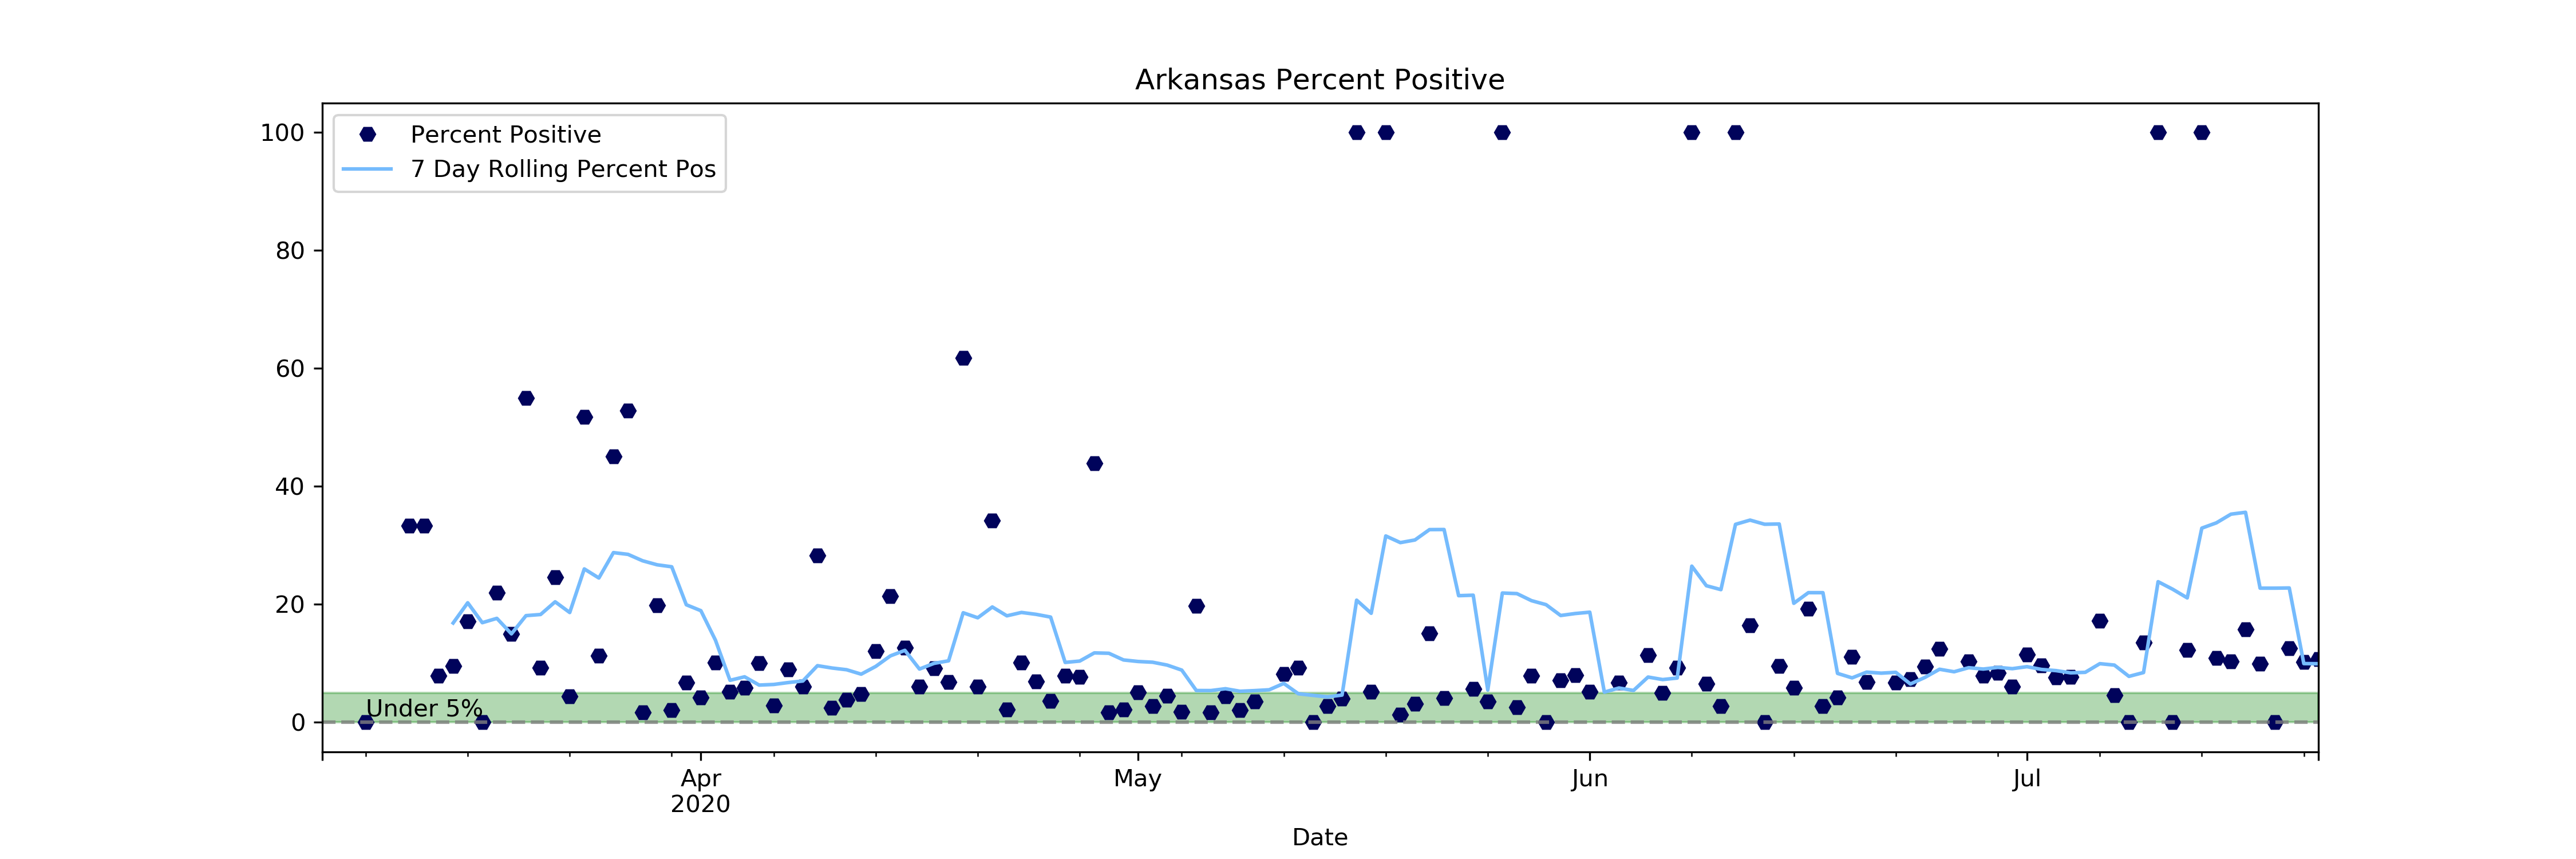 Arkansas Percent Positive
Percent Positive
7 Day Rolling Percent Pos
100
80
60
40
20
0
Under 5%
Apr
2020
May
Jun
Jul
Date